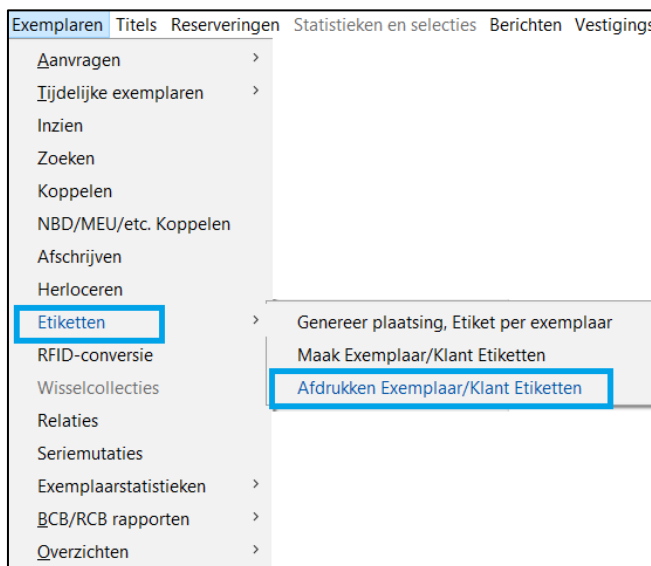 Exemplaren Titels Reserveringen Statistieken en selecties Berichten Vestigings
Aanvragen >
Tijdelijke exemplaren >
Inzien
Zoeken
Koppelen
NBD/MEU/etc. Koppelen
Afschrijven
Herloceren
Etiketten >
Genereer plaatsing, Etiket per exemplaar
RFID-conversie
Maak Exemplaar/Klant Etiketten
Wisselcollecties
Afdrukken Exemplaar/Klant Etiketten
Relaties
Seriemutaties
Exemplaarstatistieken >
BCB/RCB rapporten >
Overzichten >